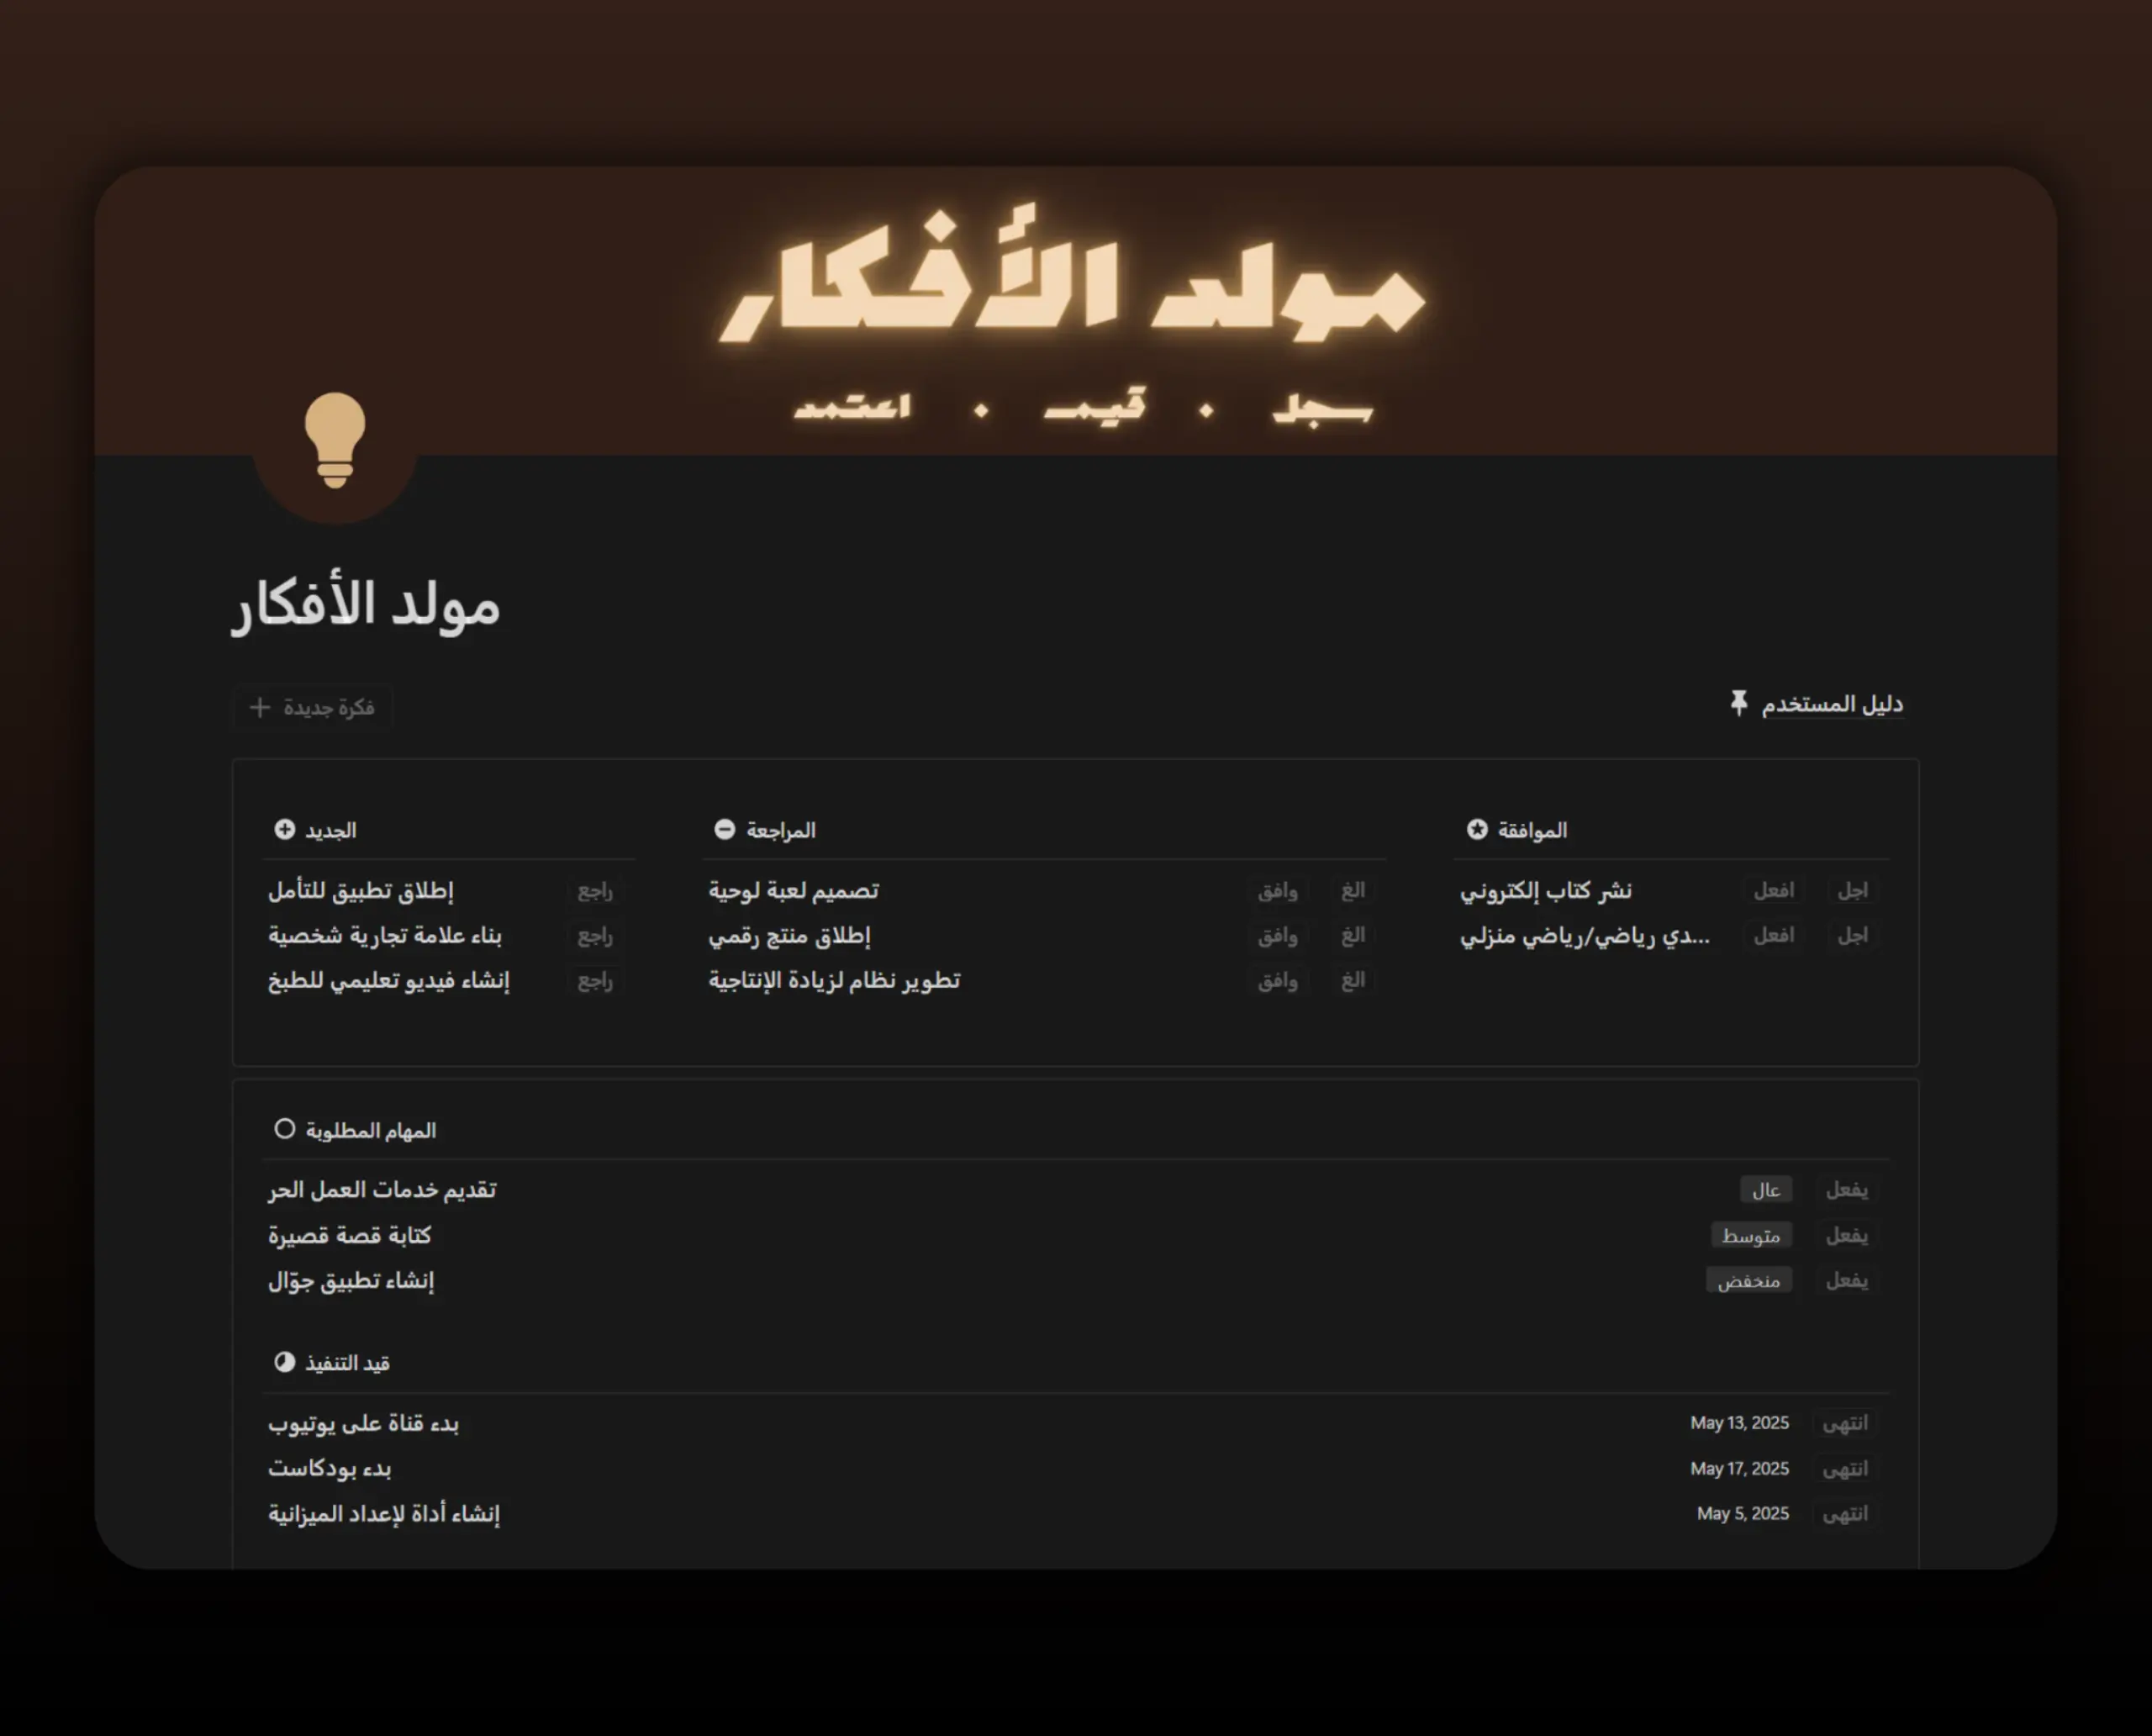 مولد الأفكار
سجل • قيم • اعتمد
مولد الأفكار
فكرة جديدة
دليل المستخدم
الجديد
إطلاق تطبيق للتأمل راجع
بناء علامة تجارية شخصية راجع
إنشاء فيديو تعليمي للطبخ راجع
المراجعة
تصميم لعبة لوحية وافق الغ
إطلاق منتج رقمي وافق الغ
تطوير نظام لزيادة الإنتاجية وافق الغ
الموافقة
نشر كتاب إلكتروني افعل اجل
...دي رياضي/رياضي منزلي افعل اجل
المهام المطلوبة
تقديم خدمات العمل الحر عال يفعل
كتابة قصة قصيرة متوسط يفعل
إنشاء تطبيق جوّال منخفض يفعل
قيد التنفيذ
بدء قناة على يوتيوب May 13, 2025 انتهى
بدء بودكاست May 17, 2025 انتهى
إنشاء أداة لإعداد الميزانية May 5, 2025 انتهى